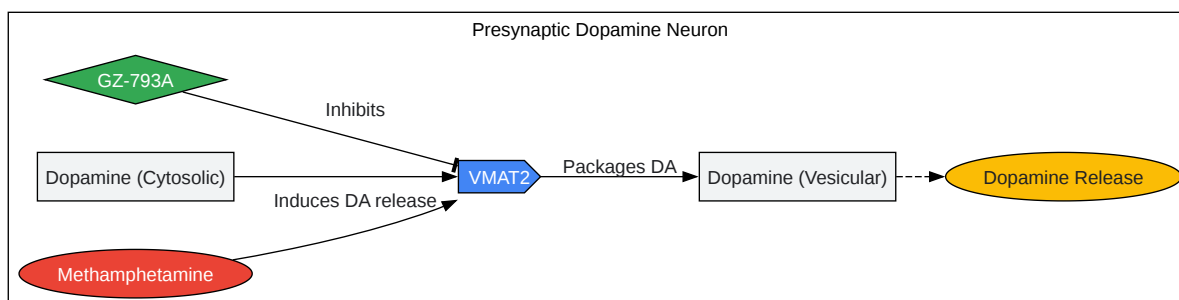 Presynaptic Dopamine Neuron
GZ-793A
Inhibits
Dopamine (Cytosolic)
VMAT2
Packages DA
Dopamine (Vesicular)
Dopamine Release
Induces DA release
Methamphetamine